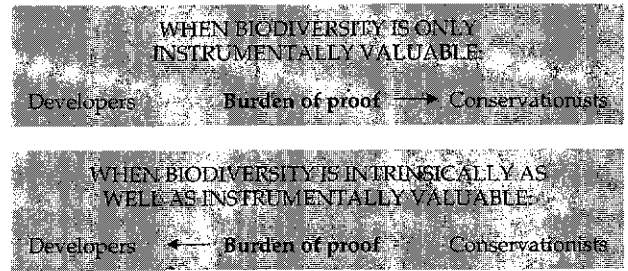 WHEN BIODIVERSITY IS ONLY
INSTRUMENTALLY VALUABLE:
Developers Burden of proof → Conservationists
WHEN BIODIVERSITY IS INTRINSICALLY AS
WELL AS INSTRUMENTALLY VALUABLE:
Developers ← Burden of proof Conservationists